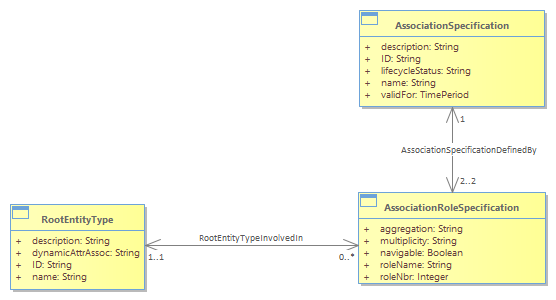 AssociationSpecification
+ description: String
+ ID: String
+ lifecycleStatus: String
+ name: String
+ validFor: TimePeriod
1
AssociationSpecificationDefinedBy
2..2
AssociationRoleSpecification
+ aggregation: String
+ multiplicity: String
+ navigable: Boolean
+ roleName: String
+ roleNbr: Integer
RootEntityType
+ description: String
+ dynamicAttrAssoc: String
+ ID: String
+ name: String
RootEntityTypeInvolvedIn
1..1
0..*